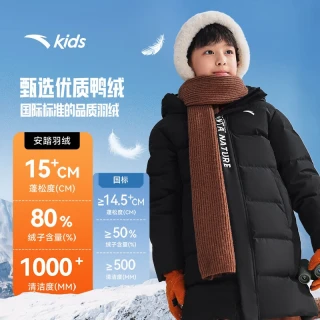 kids
甄选优质鸭绒
国际标准的品质羽绒
安踏羽绒
15+CM
蓬松度(CM)
80%
绒子含量(%)
1000+
清洁度(MM)
国标
≥14.5+CM
蓬松度(CM)
≥50%
绒子含量(%)
≥500
清洁度(MM)
ANTA NATURE